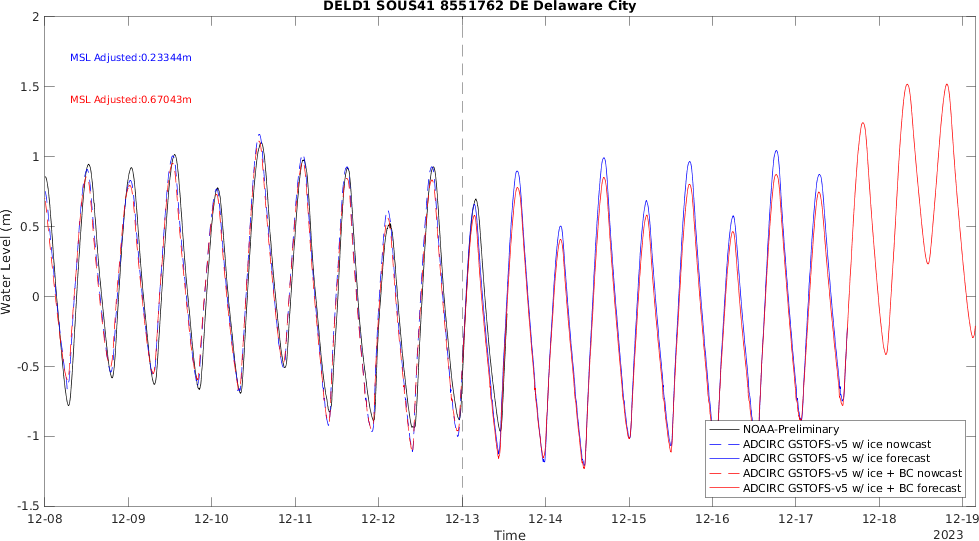 DELD1 SOUS41 8551762 DE Delaware City
MSL Adjusted:0.23344m
MSL Adjusted:0.67043m
Water Level (m)
2
1.5
1
0.5
0
-0.5
-1
-1.5
NOAA-Preliminary
ADCIRC GSTOFS-v5 w/ ice nowcast
ADCIRC GSTOFS-v5 w/ ice forecast
ADCIRC GSTOFS-v5 w/ ice + BC nowcast
ADCIRC GSTOFS-v5 w/ ice + BC forecast
12-08 12-09 12-10 12-11 12-12 12-13 12-14 12-15 12-16 12-17 12-18 12-19
Time
2023